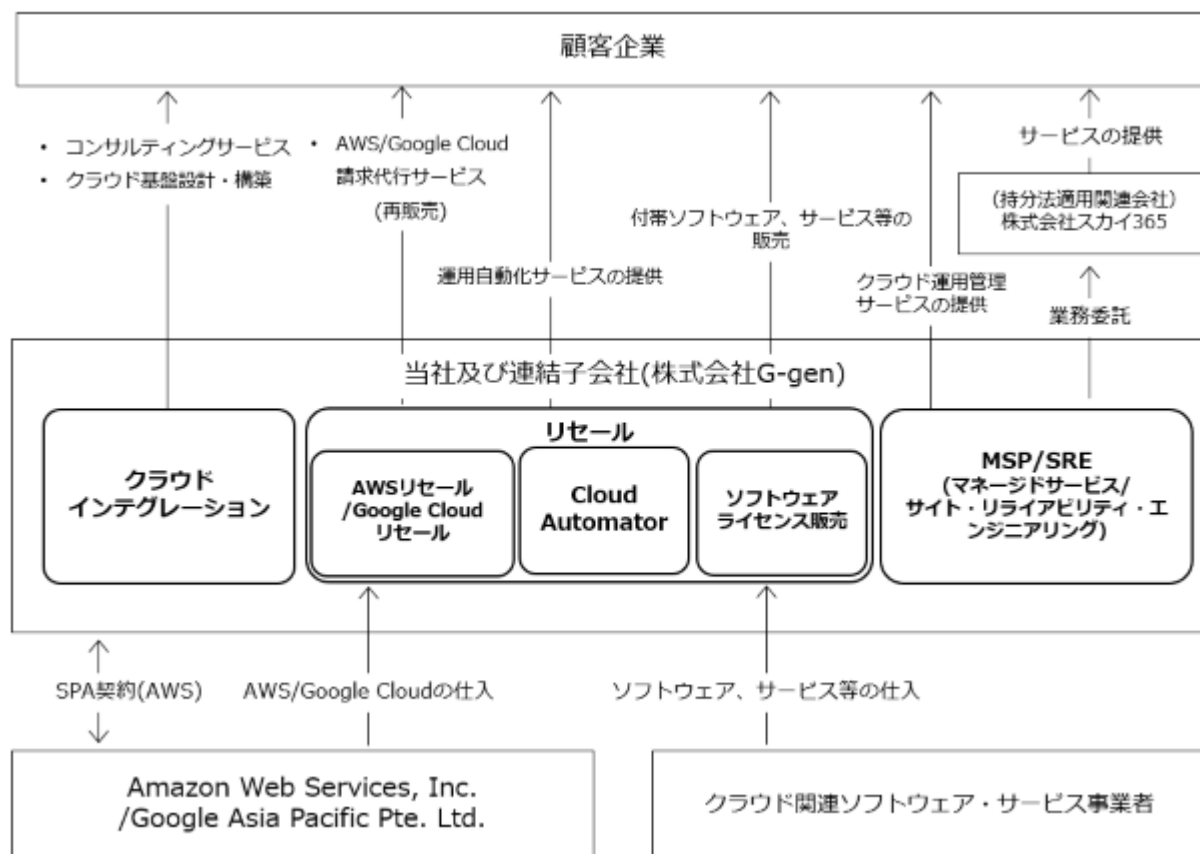 顧客企業
• コンサルティングサービス
• クラウド基盤設計・構築
• AWS/Google Cloud
請求代行サービス
(再販売)
運用自動化サービスの提供
付帯ソフトウェア、サービス等の
販売
クラウド運用管理
サービスの提供
サービスの提供
(持分法適用関連会社)
株式会社スカイ365
業務委託
当社及び連結子会社(株式会社G-gen)
クラウド
インテグレーション
リセール
AWSリセール
/Google Cloud
リセール
Cloud
Automator
ソフトウェア
ライセンス販売
MSP/SRE
(マネージドサービス/
サイト・リライアビリティ・エ
ンジニアリング)
SPA契約(AWS)
AWS/Google Cloudの仕入
ソフトウェア、サービス等の仕入
Amazon Web Services, Inc.
/Google Asia Pacific Pte. Ltd.
クラウド関連ソフトウェア・サービス事業者